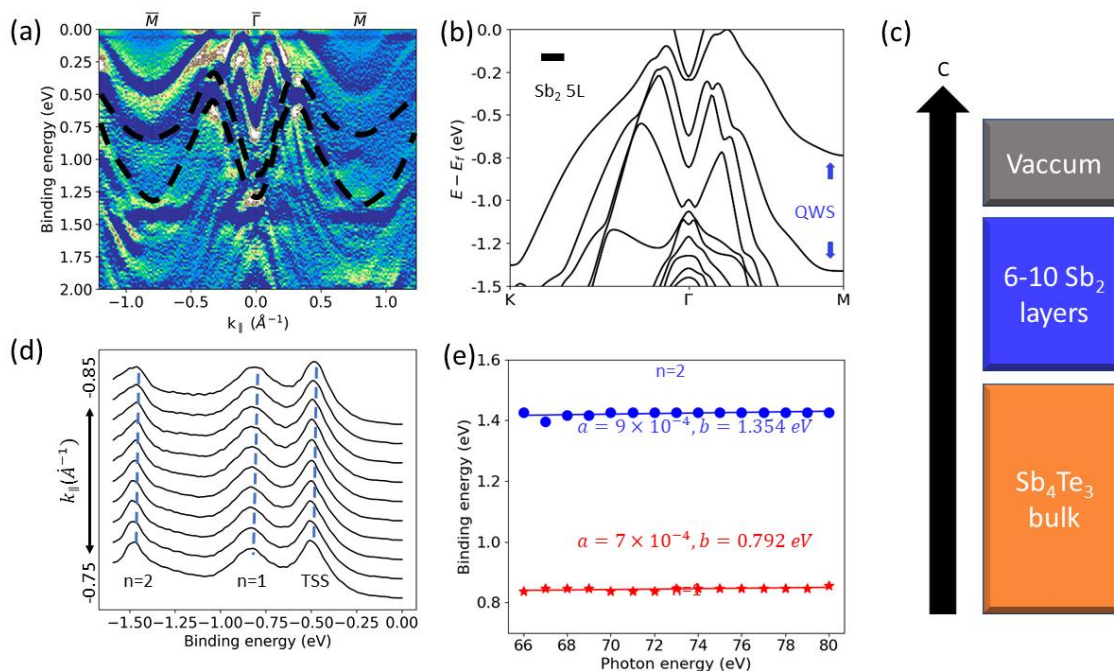 (a)
M̅ Γ̅ M̅
0.00
0.25
0.50
0.75
1.00
1.25
1.50
1.75
2.00
Binding energy (eV)
−1.0 −0.5 0.0 0.5 1.0
k∥ (Å⁻¹)
(b)
0.0
-0.2
-0.5
-0.8
-1.0
-1.2
-1.5
E − E_f (eV)
Sb₂ 5L
QWS
K Γ M
(c)
C
Vaccum
6-10 Sb₂
layers
Sb₄Te₃
bulk
(d)
-0.85
k∥(Å⁻¹)
-0.75
n=2 n=1 TSS
−1.50 −1.25 −1.00 −0.75 −0.50 −0.25 0.00
Binding energy (eV)
(e)
1.6
1.4
1.2
1.0
0.8
Binding energy (eV)
n=2
a = 9 × 10⁻⁴, b = 1.354 eV
a = 7 × 10⁻⁴, b = 0.792 eV
n=1
66 68 70 72 74 76 78 80
Photon energy (eV)